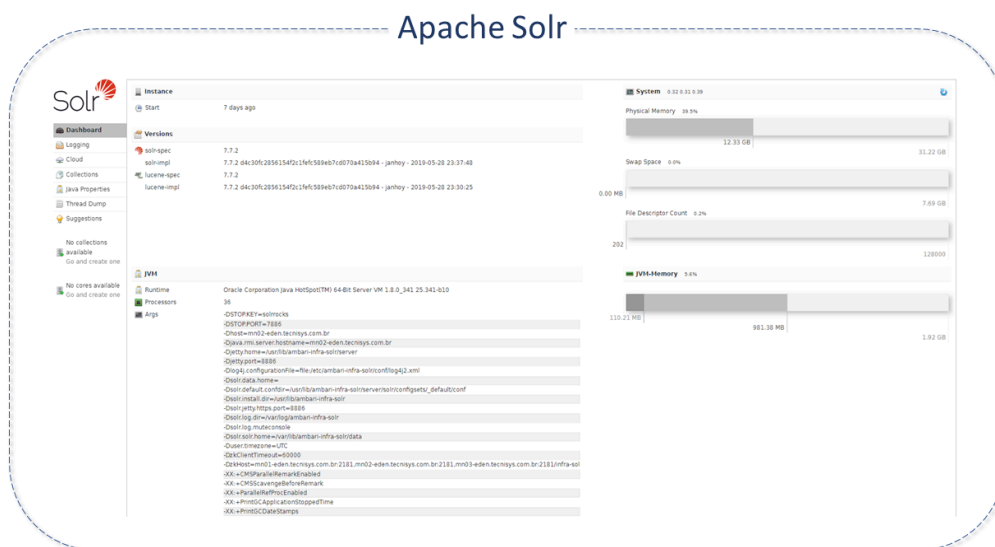 Apache Solr
Solr
Dashboard
Logging
Cloud
Collections
Java Properties
Thread Dump
Suggestions
No collections
available
Go and create one
No cores available
Go and create one
Instance
Start 7 days ago
Versions
solr-spec 7.7.2
solr-impl 7.7.2 d4c30fc2856154f2c1fefc589eb7cd070a415b94 - janhoy - 2019-05-28 23:37:48
lucene-spec 7.7.2
lucene-impl 7.7.2 d4c30fc2856154f2c1fefc589eb7cd070a415b94 - janhoy - 2019-05-28 23:30:25
JVM
Runtime Oracle Corporation Java HotSpot(TM) 64-Bit Server VM 1.8.0_341 25.341-b10
Processors 36
Args
-DSTOP.KEY=solrrocks
-DSTOP.PORT=7886
-Dhost=mn02-eden.tecnisys.com.br
-Djava.rmi.server.hostname=mn02-eden.tecnisys.com.br
-Djetty.home=/usr/lib/ambari-infra-solr/server
-Djetty.port=8886
-Dlog4j.configurationFile=file:/etc/ambari-infra-solr/conf/log4j2.xml
-Dsolr.data.home=
-Dsolr.default.confdir=/usr/lib/ambari-infra-solr/server/solr/configsets/_default/conf
-Dsolr.install.dir=/usr/lib/ambari-infra-solr
-Dsolr.jetty.https.port=8886
-Dsolr.log.dir=/var/log/ambari-infra-solr
-Dsolr.log.muteconsole
-Dsolr.solr.home=/var/lib/ambari-infra-solr/data
-Duser.timezone=UTC
-DzkClientTimeout=60000
-DzkHost=mn01-eden.tecnisys.com.br:2181,mn02-eden.tecnisys.com.br:2181,mn03-eden.tecnisys.com.br:2181/infra-sol
-XX:+CMSParallelRemarkEnabled
-XX:+CMSScavengeBeforeRemark
-XX:+ParallelRefProcEnabled
-XX:+PrintGCApplicationStoppedTime
-XX:+PrintGCDateStamps
System 0.32 0.31 0.39
Physical Memory 39.5%
12.33 GB
31.22 GB
Swap Space 0.0%
0.00 MB
7.69 GB
File Descriptor Count 0.2%
202
128000
JVM-Memory 5.6%
110.21 MB
981.38 MB
1.92 GB